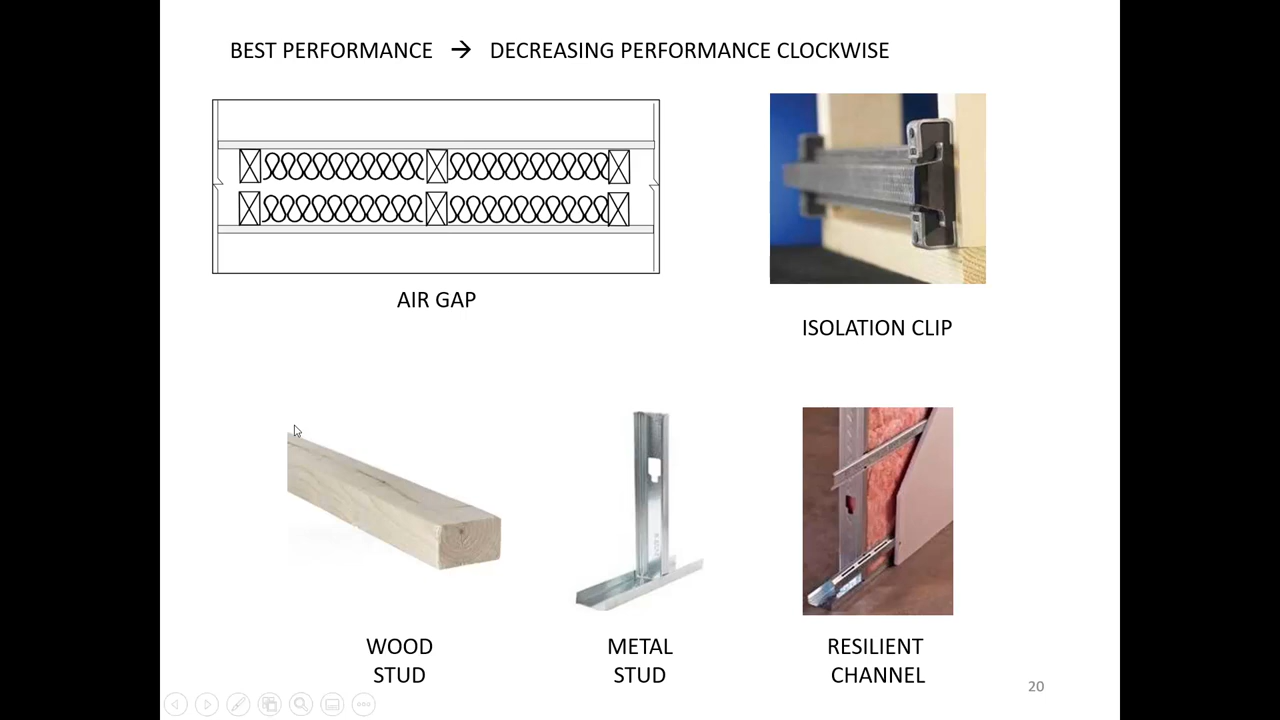 BEST PERFORMANCE → DECREASING PERFORMANCE CLOCKWISE
AIR GAP
ISOLATION CLIP
WOOD
STUD
METAL
STUD
RESILIENT
CHANNEL
20